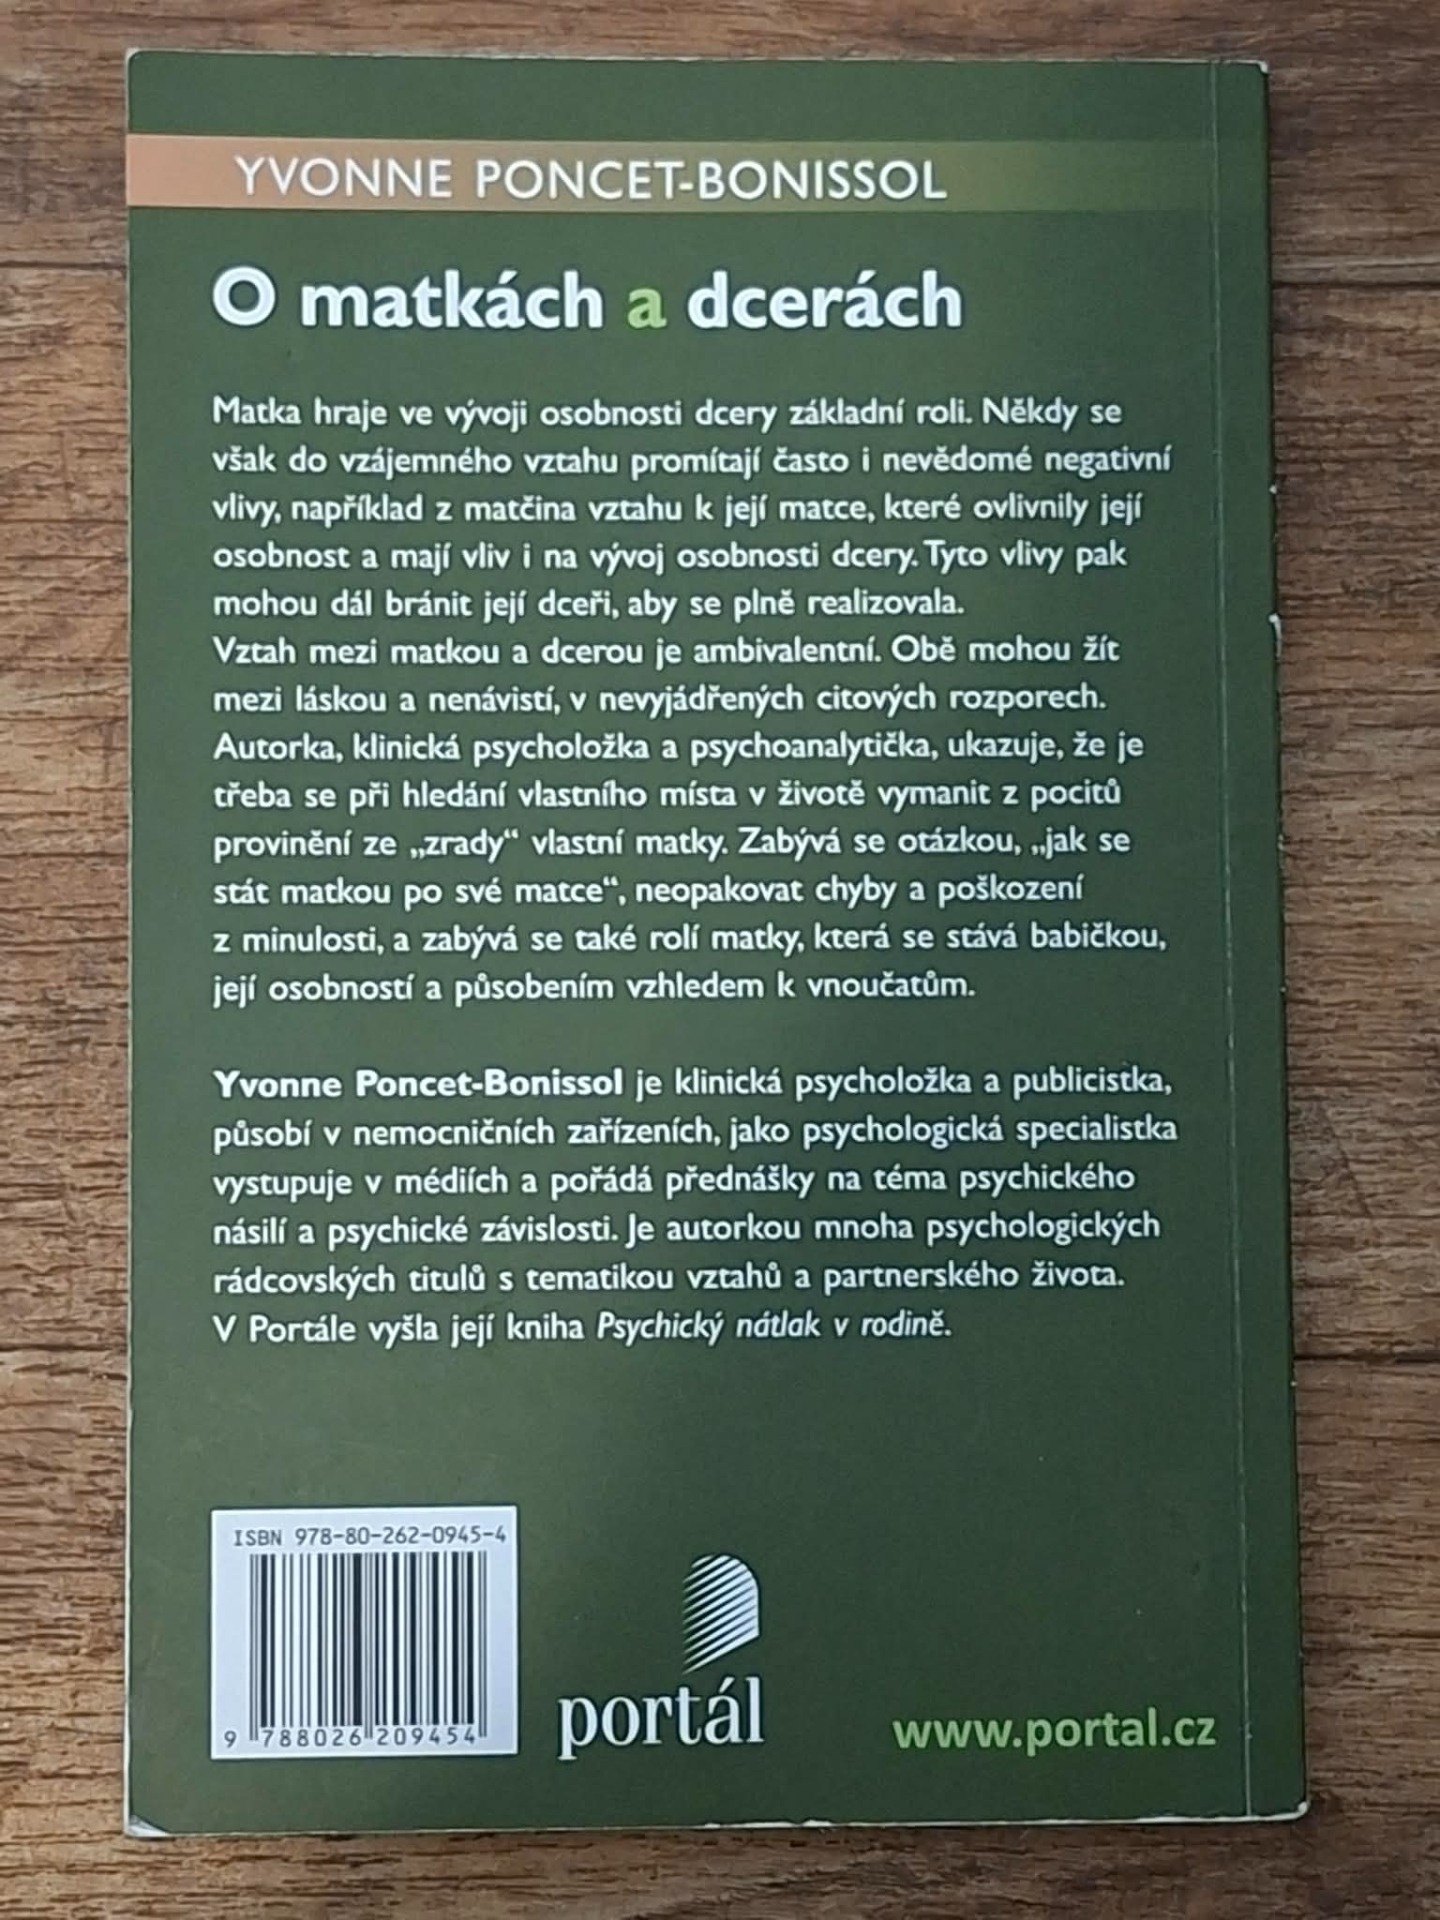 YVONNE PONCET-BONISSOL
O matkách a dcerách
Matka hraje ve vývoji osobnosti dcery základní roli. Někdy se
však do vzájemného vztahu promítají často i nevědomé negativní
vlivy, například z matčina vztahu k její matce, které ovlivnily její
osobnost a mají vliv i na vývoj osobnosti dcery. Tyto vlivy pak
mohou dál bránit její dceři, aby se plně realizovala.
Vztah mezi matkou a dcerou je ambivalentní. Obě mohou žít
mezi láskou a nenávistí, v nevyjádřených citových rozporech.
Autorka, klinická psycholožka a psychoanalytička, ukazuje, že je
třeba se při hledání vlastního místa v životě vymanit z pocitů
provinění ze „zrady“ vlastní matky. Zabývá se otázkou, „jak se
stát matkou po své matce“, neopakovat chyby a poškození
z minulosti, a zabývá se také rolí matky, která se stává babičkou,
její osobností a působením vzhledem k vnoučatům.
Yvonne Poncet-Bonissol je klinická psycholožka a publicistka,
působí v nemocničních zařízeních, jako psychologická specialistka
vystupuje v médiích a pořádá přednášky na téma psychického
násilí a psychické závislosti. Je autorkou mnoha psychologických
rádcovských titulů s tematikou vztahů a partnerského života.
V Portále vyšla její kniha Psychický nátlak v rodině.
ISBN 978-80-262-0945-4
9 788026 209454
portál
www.portal.cz